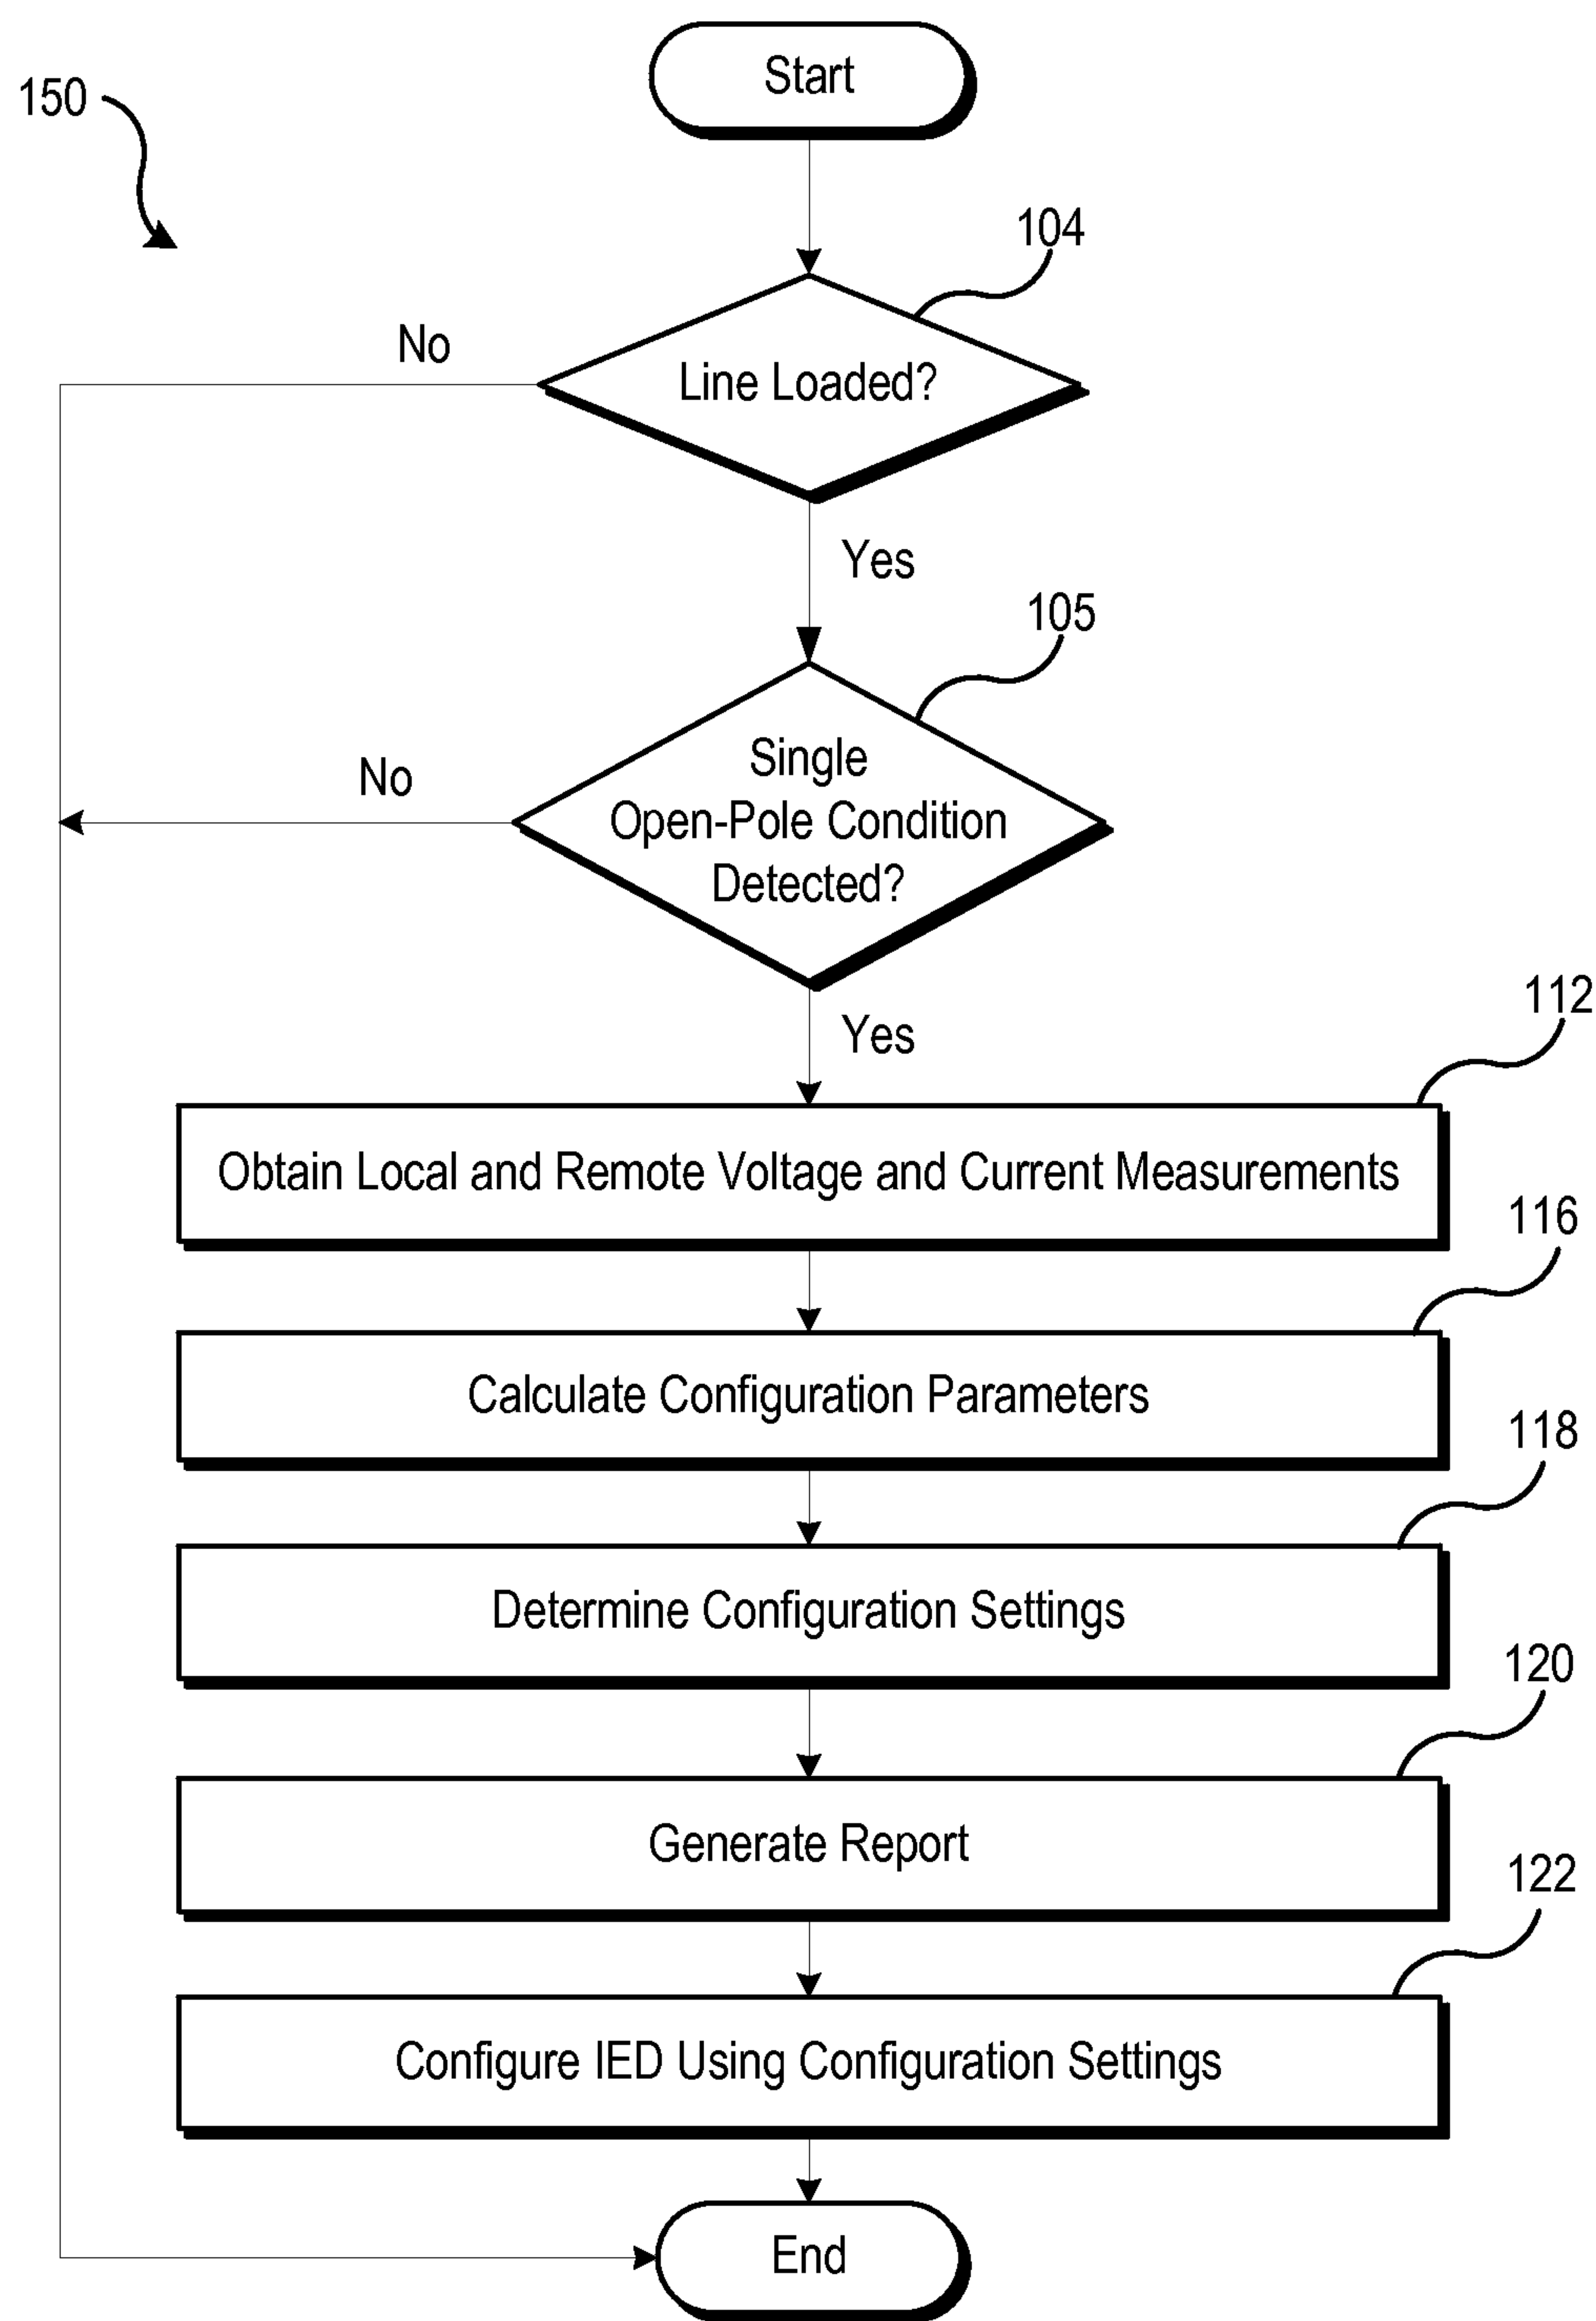 Start
150
104
No
Line Loaded?
Yes
105
Single
No
Open-Pole Condition
Detected?
112
Yes
Obtain Local and Remote Voltage and Current Measurements
116
Calculate Configuration Parameters
118
Determine Configuration Settings
120
Generate Report
122
Configure IED Using Configuration Settings
End